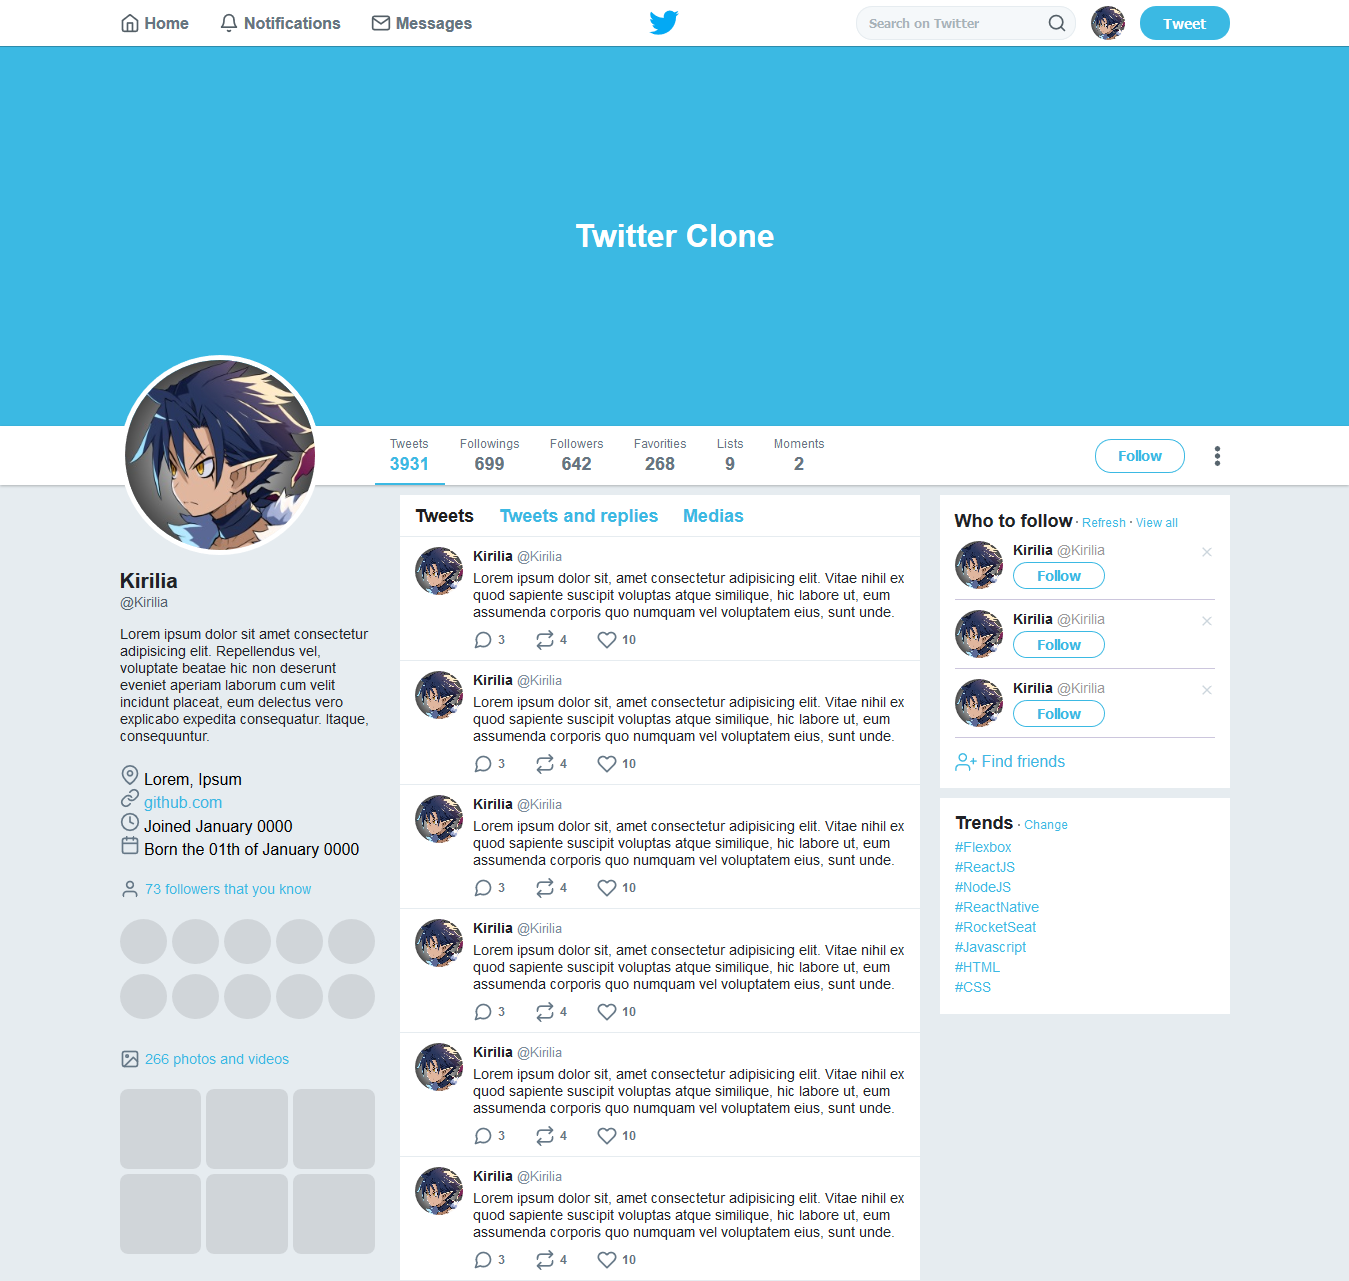 Home
Notifications
Messages
Search on Twitter
Tweet
Twitter Clone
Tweets
3931
Followings
699
Followers
642
Favorities
268
Lists
9
Moments
2
Follow
Kirilia
@Kirilia
Lorem ipsum dolor sit amet consectetur
adipisicing elit. Repellendus vel,
voluptate beatae hic non deserunt
eveniet aperiam laborum cum velit
incidunt placeat, eum delectus vero
explicabo expedita consequatur. Itaque,
consequuntur.
Lorem, Ipsum
github.com
Joined January 0000
Born the 01th of January 0000
73 followers that you know
266 photos and videos
Tweets Tweets and replies Medias
Kirilia @Kirilia
Lorem ipsum dolor sit, amet consectetur adipisicing elit. Vitae nihil ex
quod sapiente suscipit voluptas atque similique, hic labore ut, eum
assumenda corporis quo numquam vel voluptatem eius, sunt unde.
3 4 10
Kirilia @Kirilia
Lorem ipsum dolor sit, amet consectetur adipisicing elit. Vitae nihil ex
quod sapiente suscipit voluptas atque similique, hic labore ut, eum
assumenda corporis quo numquam vel voluptatem eius, sunt unde.
3 4 10
Kirilia @Kirilia
Lorem ipsum dolor sit, amet consectetur adipisicing elit. Vitae nihil ex
quod sapiente suscipit voluptas atque similique, hic labore ut, eum
assumenda corporis quo numquam vel voluptatem eius, sunt unde.
3 4 10
Kirilia @Kirilia
Lorem ipsum dolor sit, amet consectetur adipisicing elit. Vitae nihil ex
quod sapiente suscipit voluptas atque similique, hic labore ut, eum
assumenda corporis quo numquam vel voluptatem eius, sunt unde.
3 4 10
Kirilia @Kirilia
Lorem ipsum dolor sit, amet consectetur adipisicing elit. Vitae nihil ex
quod sapiente suscipit voluptas atque similique, hic labore ut, eum
assumenda corporis quo numquam vel voluptatem eius, sunt unde.
3 4 10
Kirilia @Kirilia
Lorem ipsum dolor sit, amet consectetur adipisicing elit. Vitae nihil ex
quod sapiente suscipit voluptas atque similique, hic labore ut, eum
assumenda corporis quo numquam vel voluptatem eius, sunt unde.
3 4 10
Who to follow · Refresh · View all
Kirilia @Kirilia
Follow
Kirilia @Kirilia
Follow
Kirilia @Kirilia
Follow
Find friends
Trends · Change
#Flexbox
#ReactJS
#NodeJS
#ReactNative
#RocketSeat
#Javascript
#HTML
#CSS